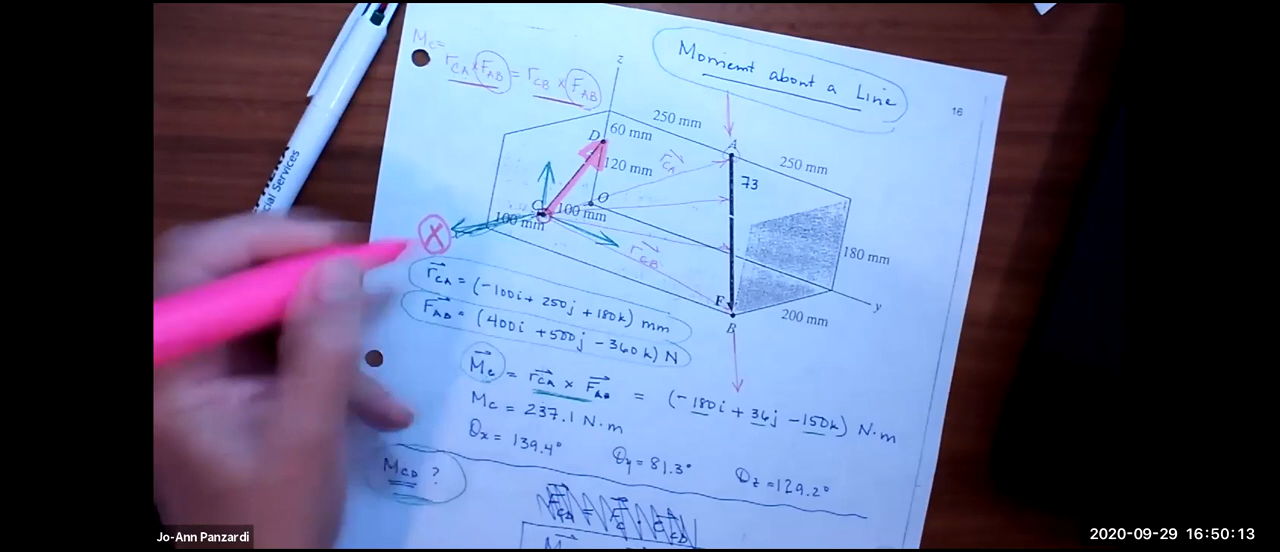 Moment about a Line
16
Mc=
rCA × FAB = rCB × FAB
z
250 mm
D
60 mm
A
250 mm
120 mm
rCA
73
O
C
100 mm
100 mm
rCB
180 mm
F
y
200 mm
B
rCA = (-100i + 250j + 180k) mm
FAB = (400i + 500j - 360k) N
Mc = rCA × FAB = (-180i + 36j - 150k) N·m
Mc = 237.1 N·m
θx = 139.4° θy = 81.3° θz = 129.2°
MCD ?
cial Services
Jo-Ann Panzardi
2020-09-29 16:50:13